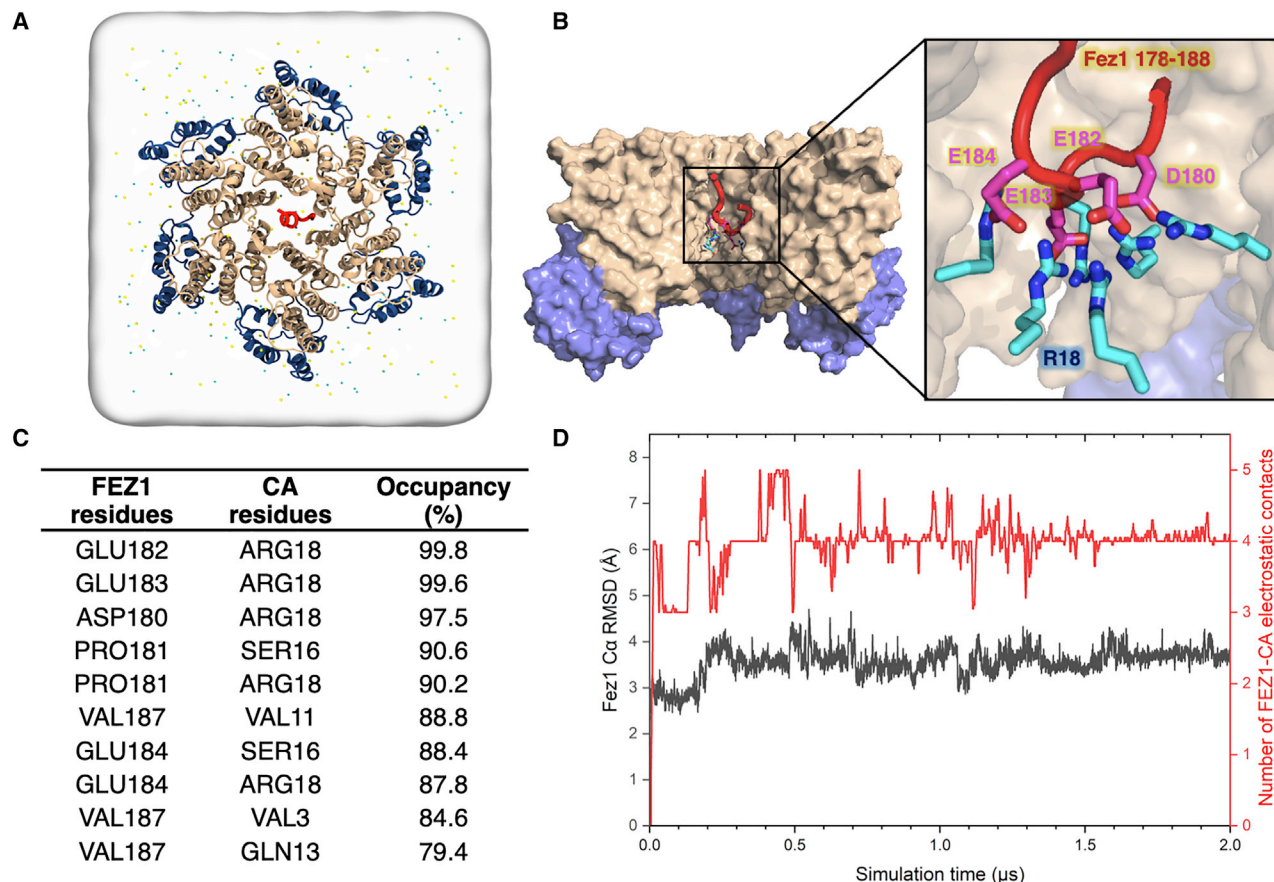 A
B
Fez1 178-188
E182
E184
D180
E183
R18
C
FEZ1 residues CA residues Occupancy (%)
GLU182 ARG18 99.8
GLU183 ARG18 99.6
ASP180 ARG18 97.5
PRO181 SER16 90.6
PRO181 ARG18 90.2
VAL187 VAL11 88.8
GLU184 SER16 88.4
GLU184 ARG18 87.8
VAL187 VAL3 84.6
VAL187 GLN13 79.4
D
Fez1 Cα RMSD (Å)
8
7
6
5
4
3
2
1
0
Number of FEZ1-CA electrostatic contacts
5
4
3
2
1
0
0.0 0.5 1.0 1.5 2.0
Simulation time (μs)